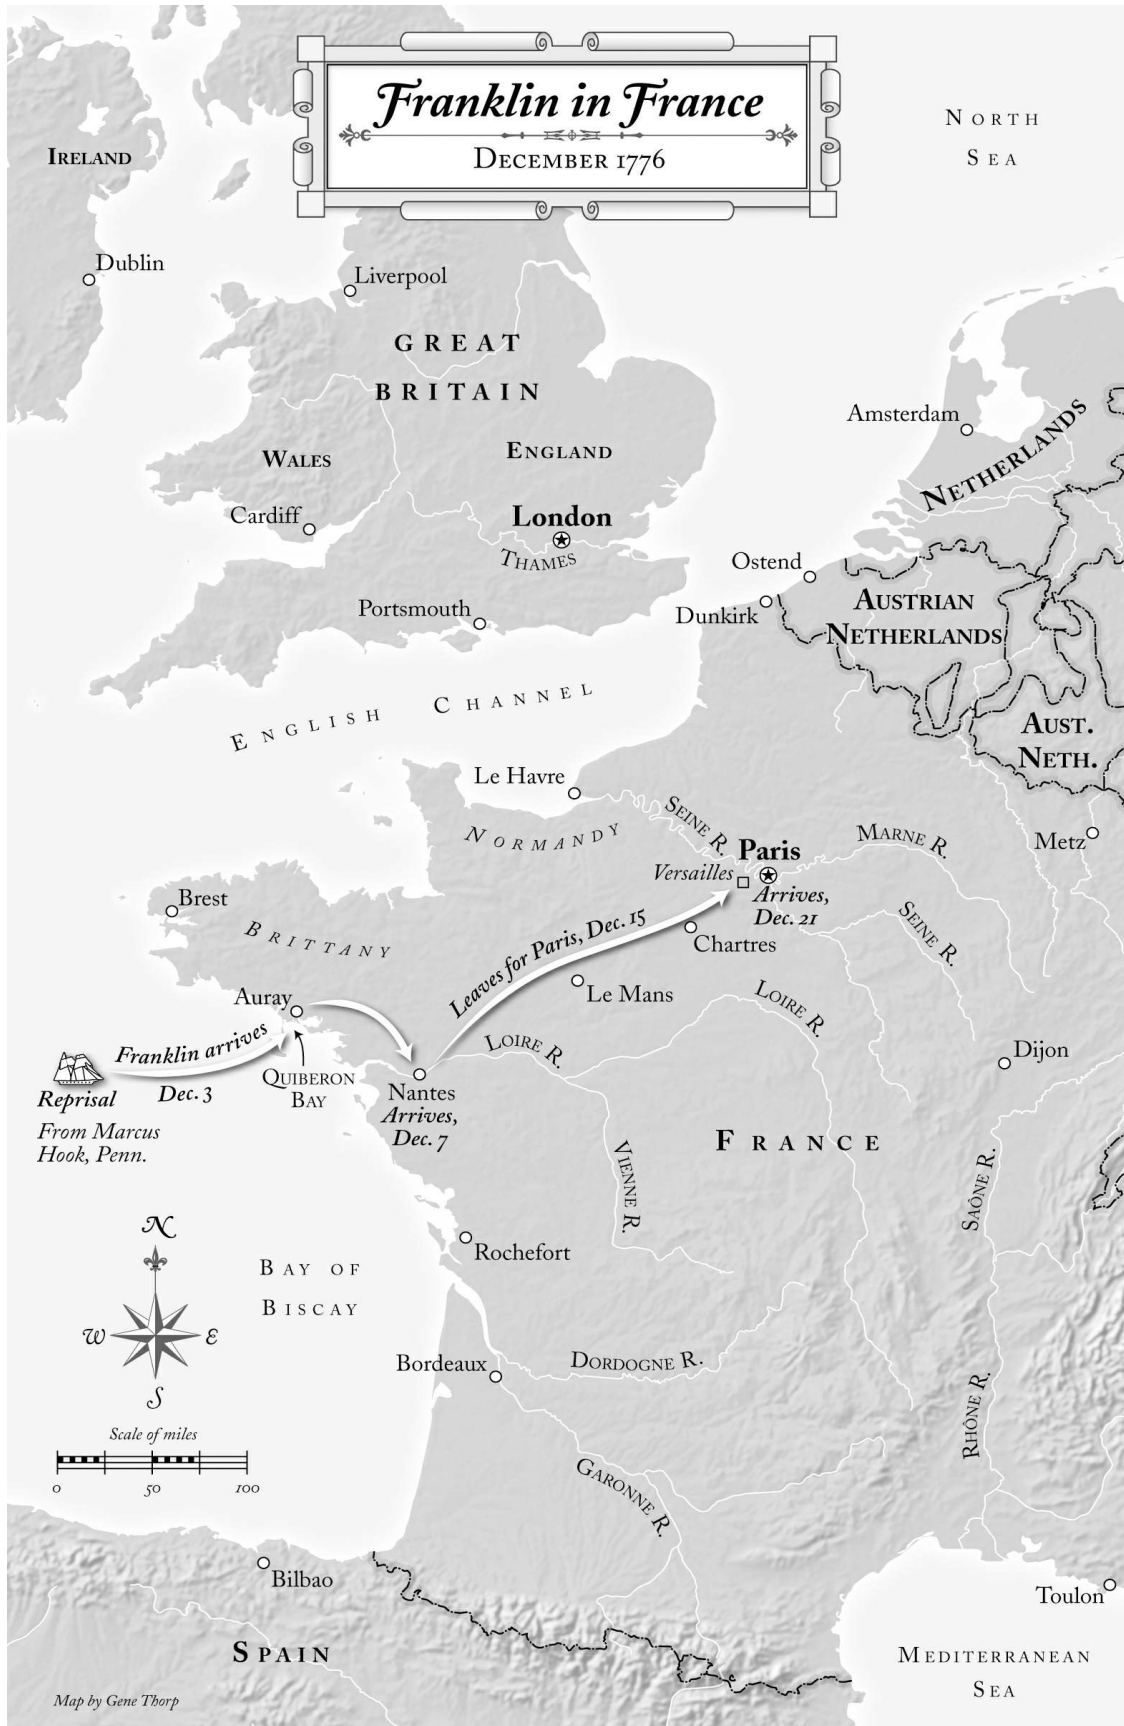 Franklin in France
DECEMBER 1776
NORTH
SEA
IRELAND
Dublin
Liverpool
GREAT
BRITAIN
Amsterdam
NETHERLANDS
WALES
ENGLAND
Cardiff
London
THAMES
Ostend
Portsmouth
Dunkirk
AUSTRIAN
NETHERLANDS
ENGLISH CHANNEL
AUST.
NETH.
Le Havre
NORMANDY
SEINE R.
MARNE R.
Metz
Paris
Versailles
Arrives,
Dec. 21
Brest
BRITTANY
Leaves for Paris, Dec. 15
Chartres
SEINE R.
Auray
Le Mans
LOIRE R.
Franklin arrives
Dec. 3
LOIRE R.
Dijon
QUIBERON
BAY
Reprisal
From Marcus
Hook, Penn.
Nantes
Arrives,
Dec. 7
FRANCE
VIENNE R.
SAÔNE R.
N
W
E
S
BAY OF
BISCAY
Rochefort
Bordeaux
DORDOGNE R.
RHÔNE R.
Scale of miles
0 50 100
GARONNE R.
Bilbao
Toulon
SPAIN
MEDITERRANEAN
SEA
Map by Gene Thorp